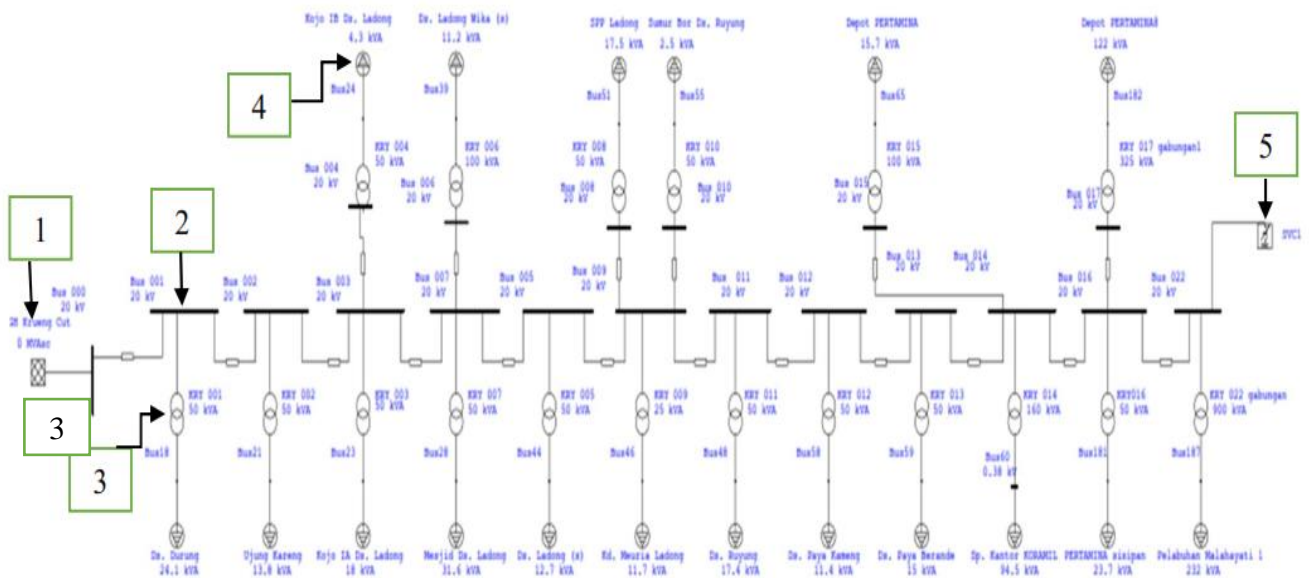 Kojo IB Ds. Ladong
4.3 kVA
Ds. Ladong Wika (s)
11.2 kVA
SPP Ladong
17.5 kVA
Sumur Bor Ds. Ruyung
2.5 kVA
Depot PERTAMINA
15.7 kVA
Depot PERTAMINA8
122 kVA
4
Bus24
Bus39
Bus51
Bus55
Bus65
Bus182
5
KRY 004
50 kVA
KRY 006
100 kVA
KRY 008
50 kVA
KRY 010
50 kVA
KRY 015
100 kVA
KRY 017 gabungan1
325 kVA
Bus 004
20 kV
Bus 006
20 kV
Bus 008
20 kV
Bus 010
20 kV
Bus 015
20 kV
Bus 017
20 kV
SVC1
1
2
Bus 000
20 kV
Bus 001
20 kV
Bus 002
20 kV
Bus 003
20 kV
Bus 007
20 kV
Bus 005
20 kV
Bus 009
20 kV
Bus 011
20 kV
Bus 012
20 kV
Bus 013
20 kV
Bus 014
20 kV
Bus 016
20 kV
Bus 022
20 kV
Krueng Cut
0 MVAsc
KRY 001
50 kVA
KRY 002
50 kVA
KRY 003
50 kVA
KRY 007
50 kVA
KRY 005
50 kVA
KRY 009
25 kVA
KRY 011
50 kVA
KRY 012
50 kVA
KRY 013
50 kVA
KRY 014
160 kVA
KRY016
50 kVA
KRY 022 gabungan
900 kVA
3
3
Bus18
Bus21
Bus23
Bus28
Bus44
Bus46
Bus48
Bus58
Bus59
Bus60
0.38 kV
Bus181
Bus187
Ds. Durung
24.1 kVA
Ujung Kareng
13.8 kVA
Kojo IA Ds. Ladong
18 kVA
Mesjid Ds. Ladong
31.6 kVA
Ds. Ladong (s)
12.7 kVA
Kd. Meuria Ladong
11.7 kVA
Ds. Ruyung
17.4 kVA
Ds. Paya Kameng
11.4 kVA
Ds. Paya Berande
15 kVA
Sp. Kantor KORAMIL
94.5 kVA
PERTAMINA sisipan
23.7 kVA
Pelabuhan Malahayati 1
232 kVA